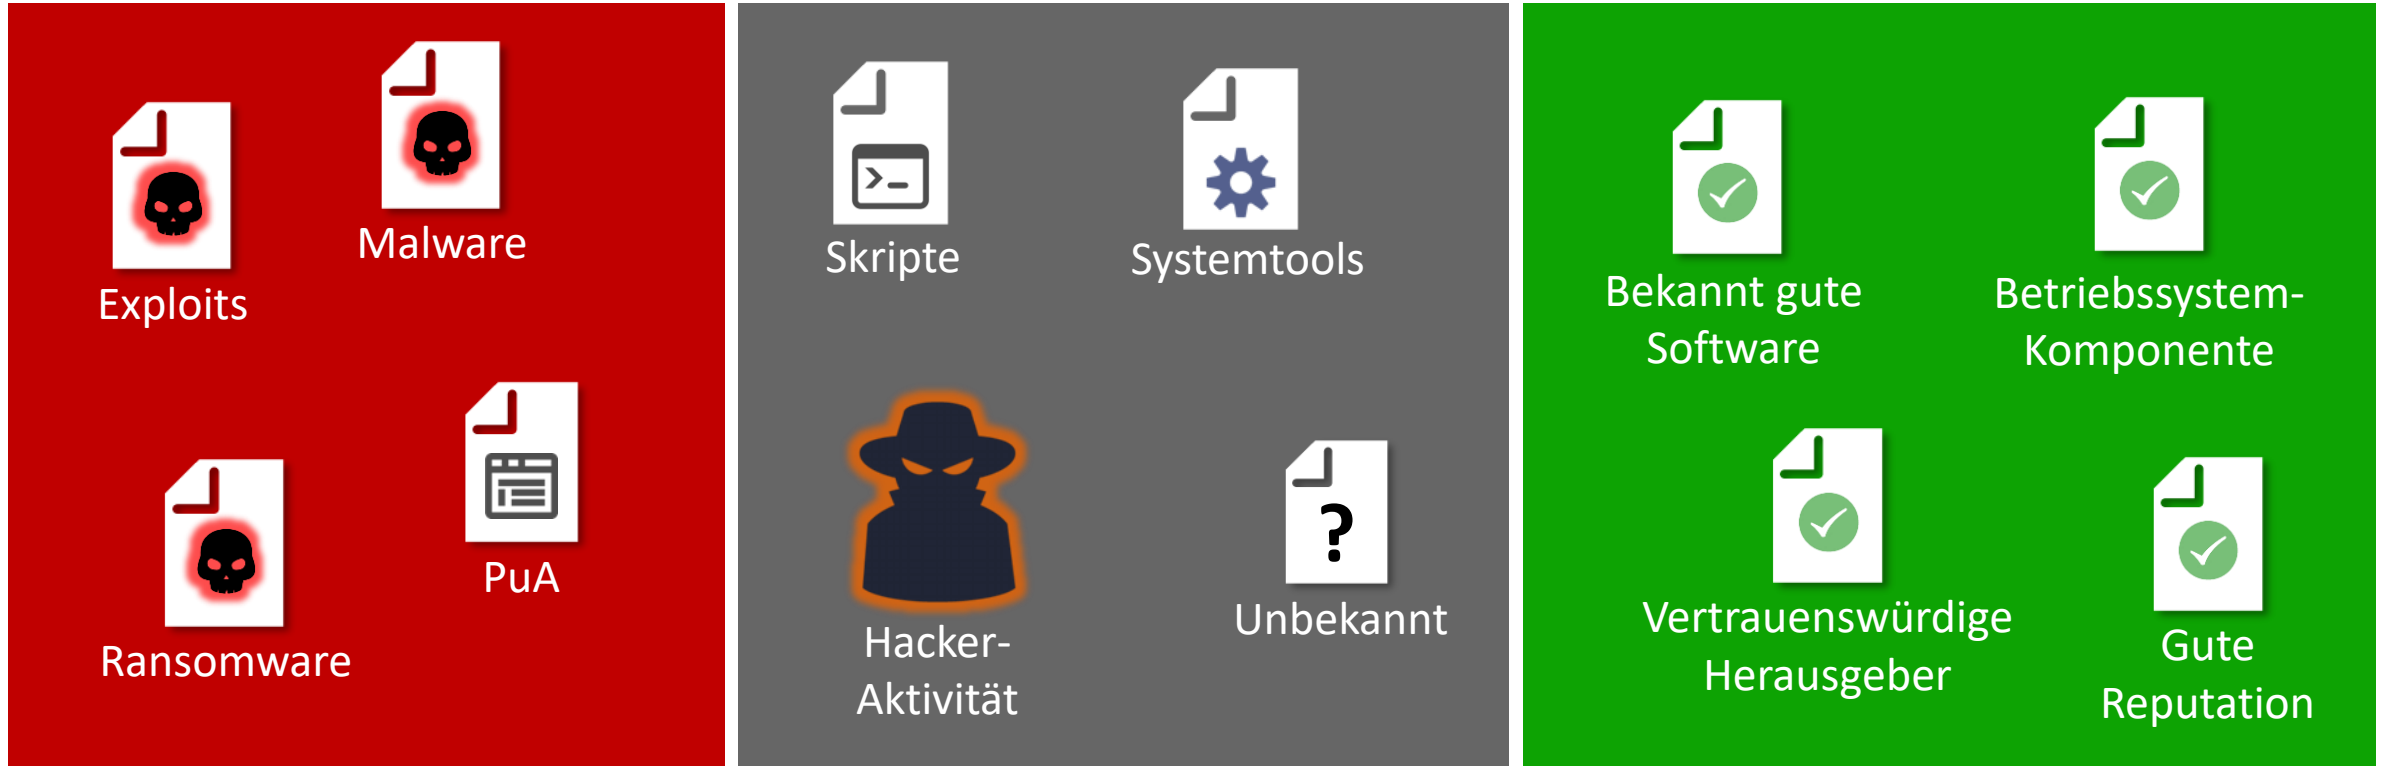 Exploits
Malware
Ransomware
PuA
Skripte
Systemtools
Hacker-
Aktivität
?
Unbekannt
Bekannt gute
Software
Betriebssystem-
Komponente
Vertrauenswürdige
Herausgeber
Gute
Reputation